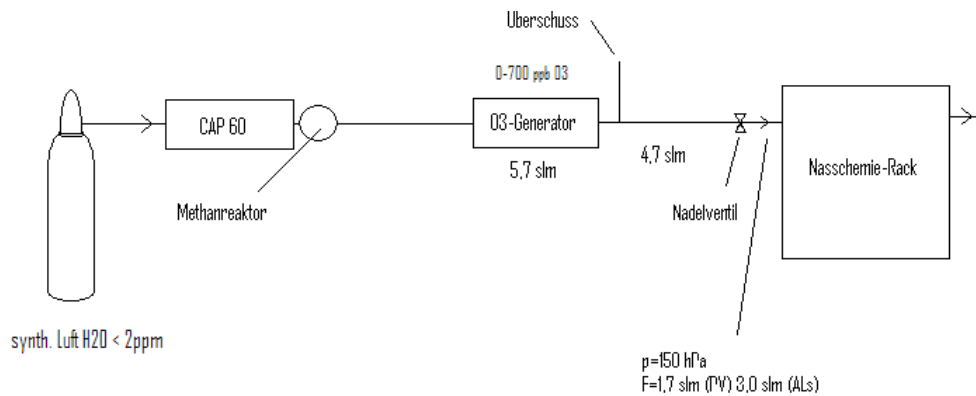 Uberschuss
0-700 ppb O3
CAP 60
O3-Generator
5,7 slm
4,7 slm
Methanreaktor
Nadelventil
Nasschemie-Rack
synth. Luft H2O < 2ppm
p=150 hPa
F=1,7 slm (PV) 3,0 slm (ALs)